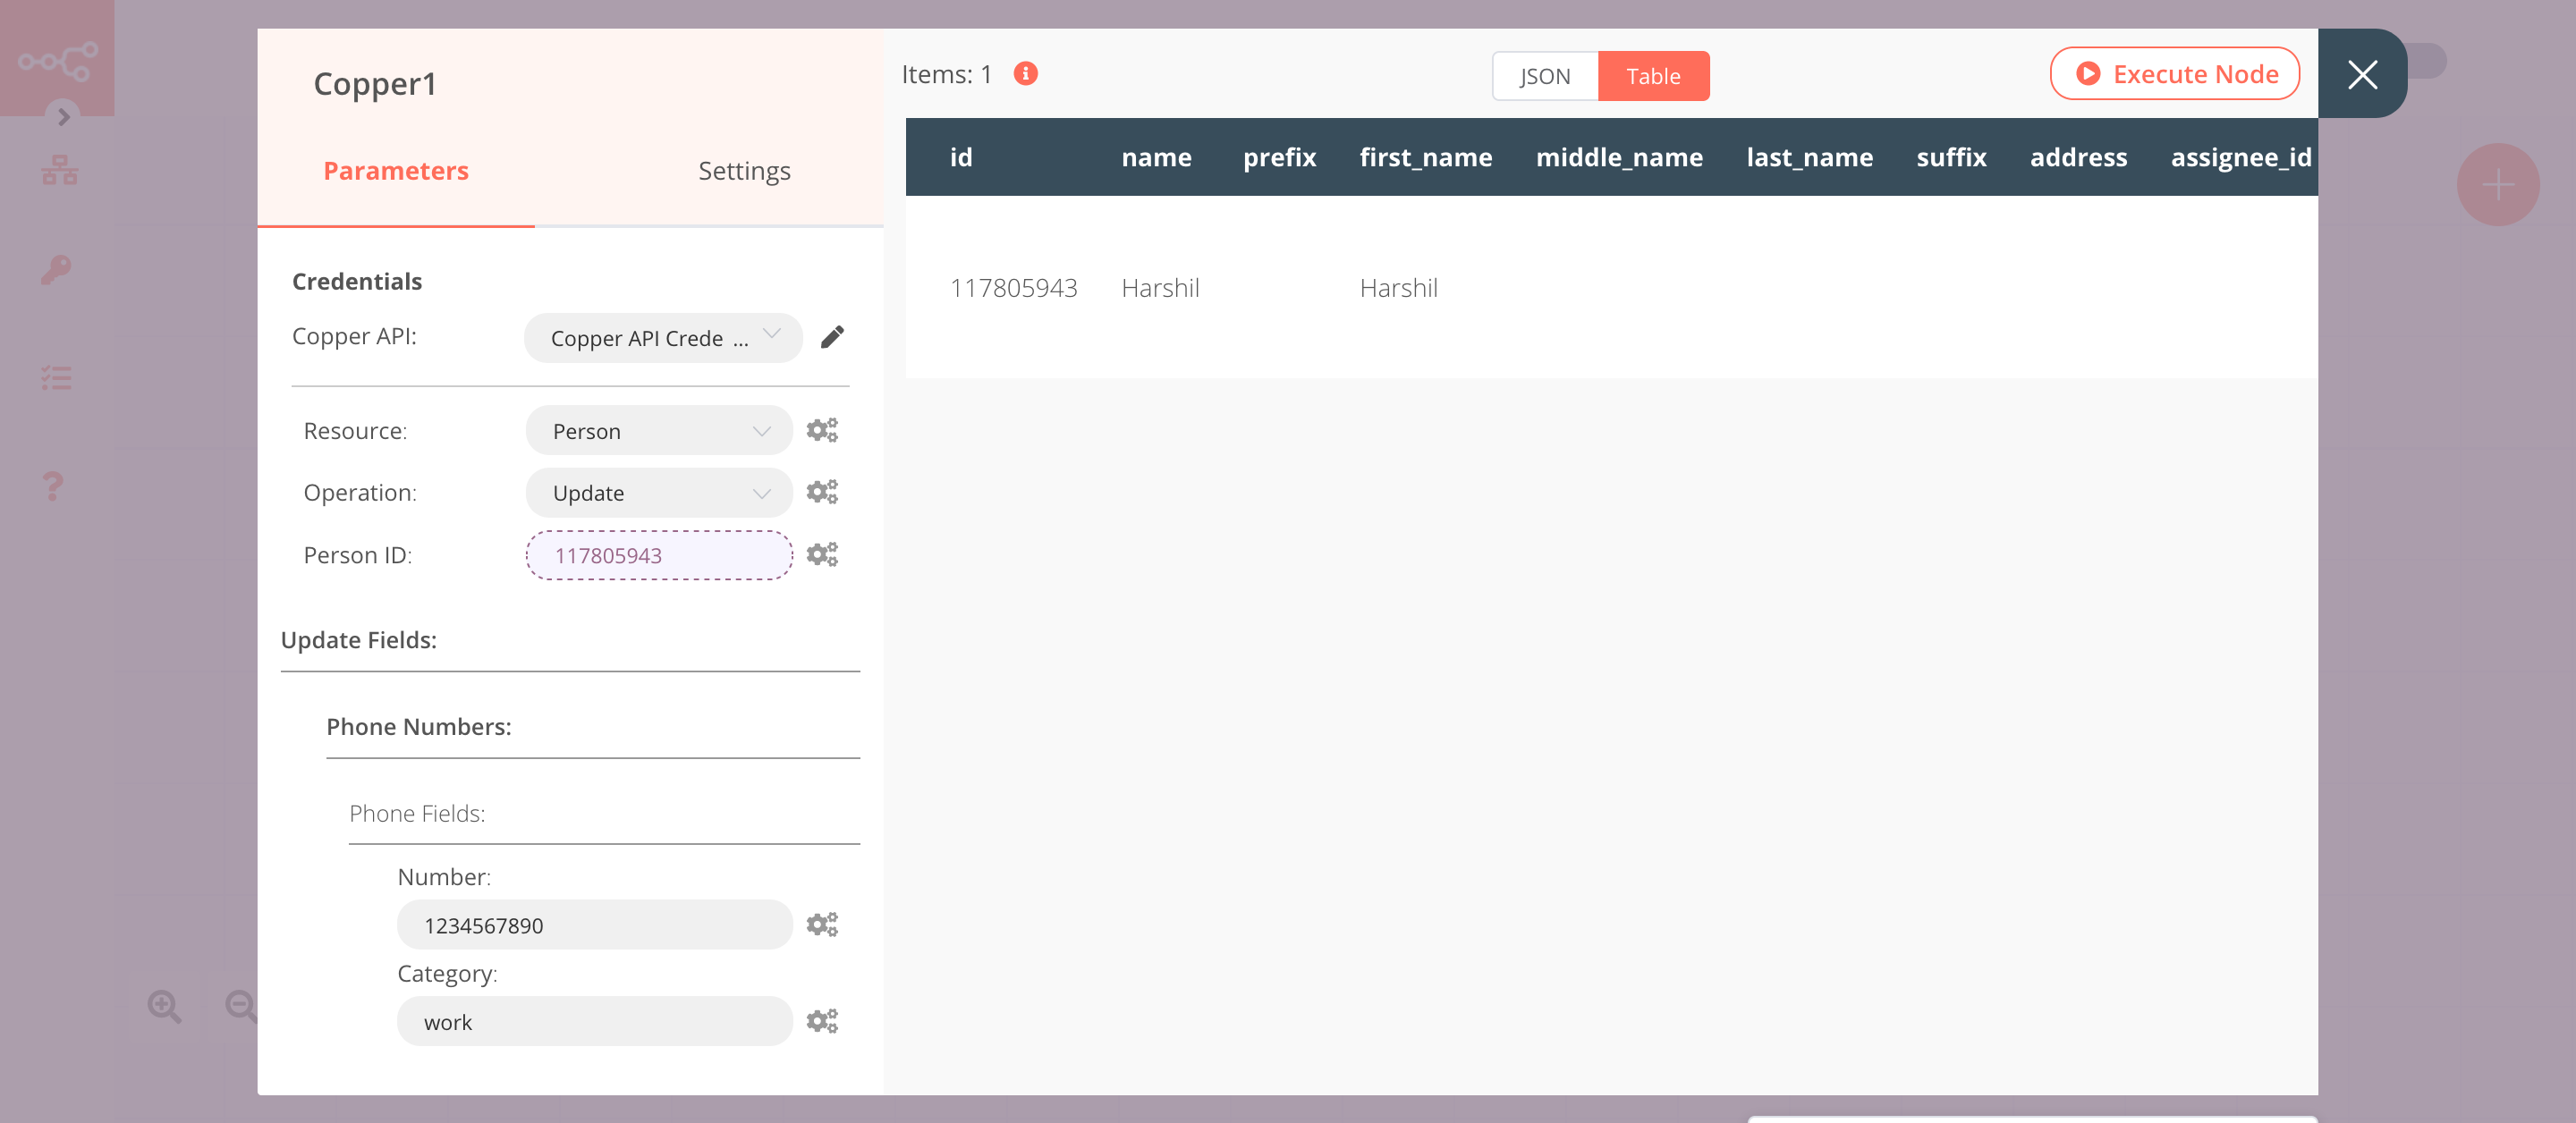 Copper1
Parameters
Settings
Credentials
Copper API:
Copper API Crede ...
Resource:
Person
Operation:
Update
Person ID:
117805943
Update Fields:
Phone Numbers:
Phone Fields:
Number:
1234567890
Category:
work
Items: 1
JSON
Table
Execute Node
id name prefix first_name middle_name last_name suffix address assignee_id
117805943 Harshil Harshil